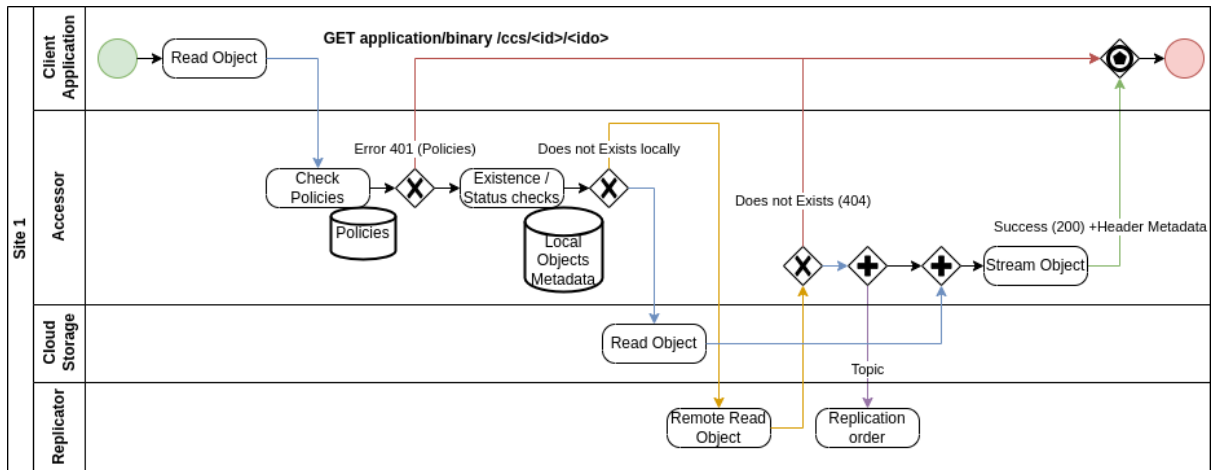 Site 1
Client
Application
Read Object
GET application/binary /ccs/<id>/<ido>
Accessor
Error 401 (Policies)
Does not Exists locally
Check
Policies
Policies
Existence /
Status checks
Local
Objects
Metadata
Does not Exists (404)
Success (200) +Header Metadata
Stream Object
Cloud
Storage
Read Object
Topic
Replicator
Remote Read
Object
Replication
order